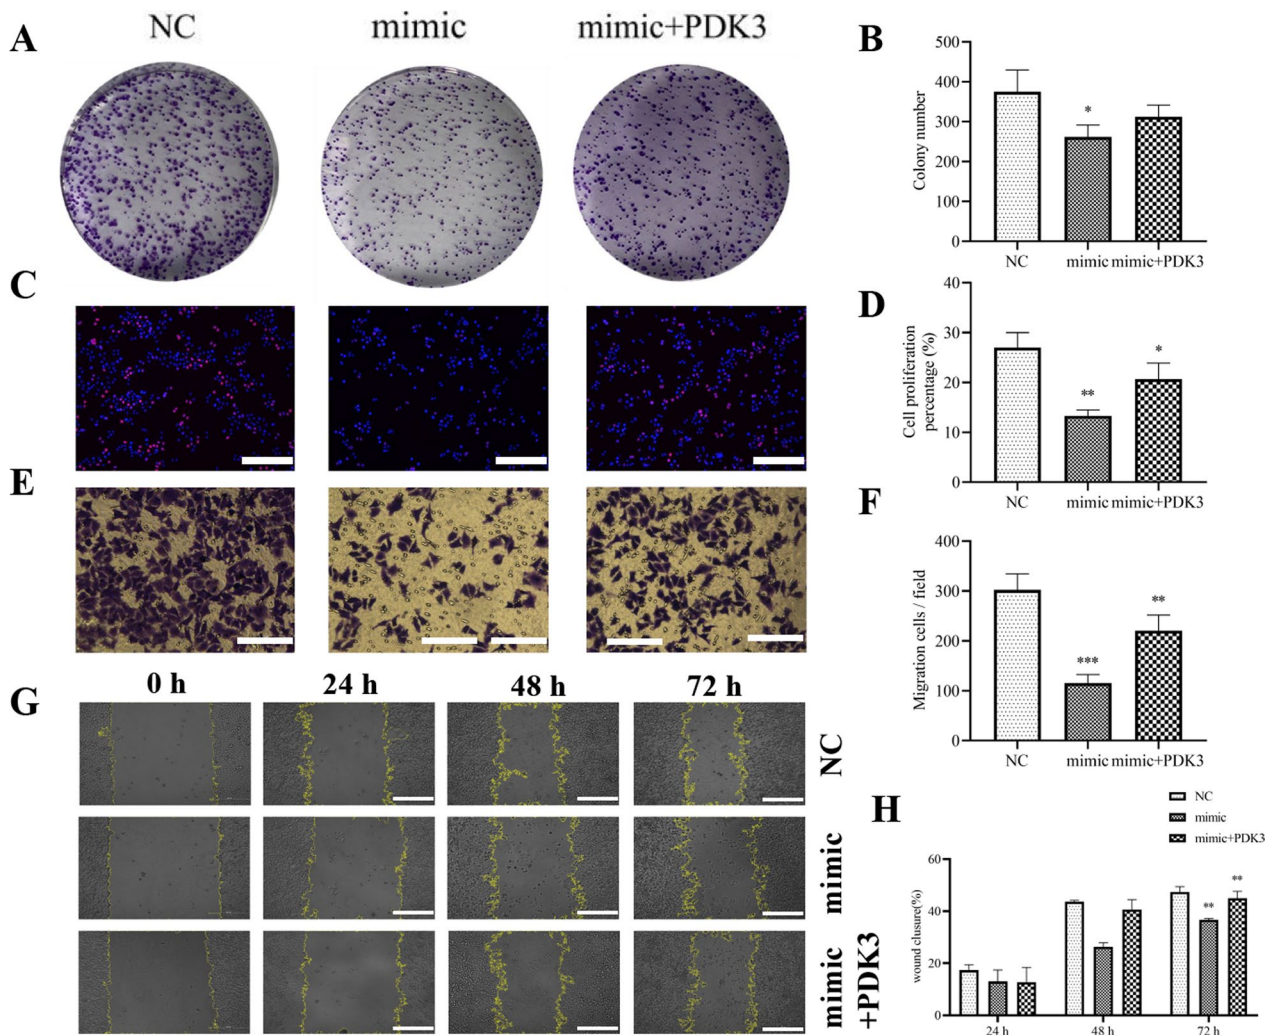 A
NC
mimic
mimic+PDK3
B
500
400
300
200
100
0
Colony number
*
NC
mimic
mimic+PDK3
C
D
40
30
20
10
0
Cell proliferation
percentage (%)
**
*
NC
mimic
mimic+PDK3
E
F
400
300
200
100
0
Migration cells / field
***
**
NC
mimic
mimic+PDK3
G
0 h
24 h
48 h
72 h
NC
mimic
mimic
+PDK3
H
NC
mimic
mimic+PDK3
60
40
20
0
wound clusure(%)
**
**
24 h
48 h
72 h